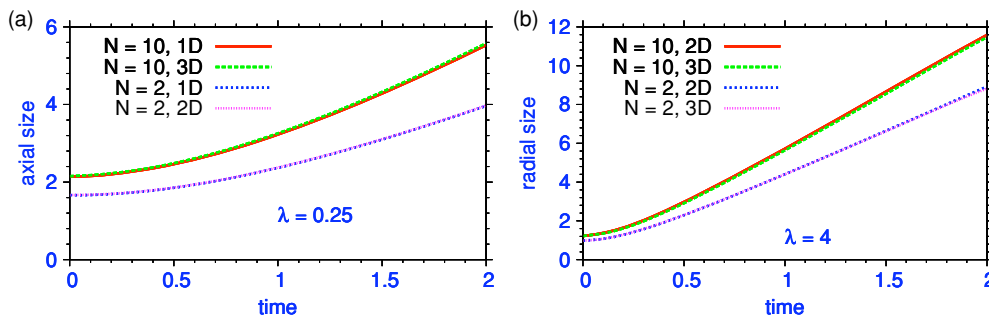 (a)
axial size
6
4
2
0
N = 10, 1D
N = 10, 3D
N = 2, 1D
N = 2, 2D
λ = 0.25
0 0.5 1 1.5 2
time
(b)
radial size
12
10
8
6
4
2
0
N = 10, 2D
N = 10, 3D
N = 2, 2D
N = 2, 3D
λ = 4
0 0.5 1 1.5 2
time